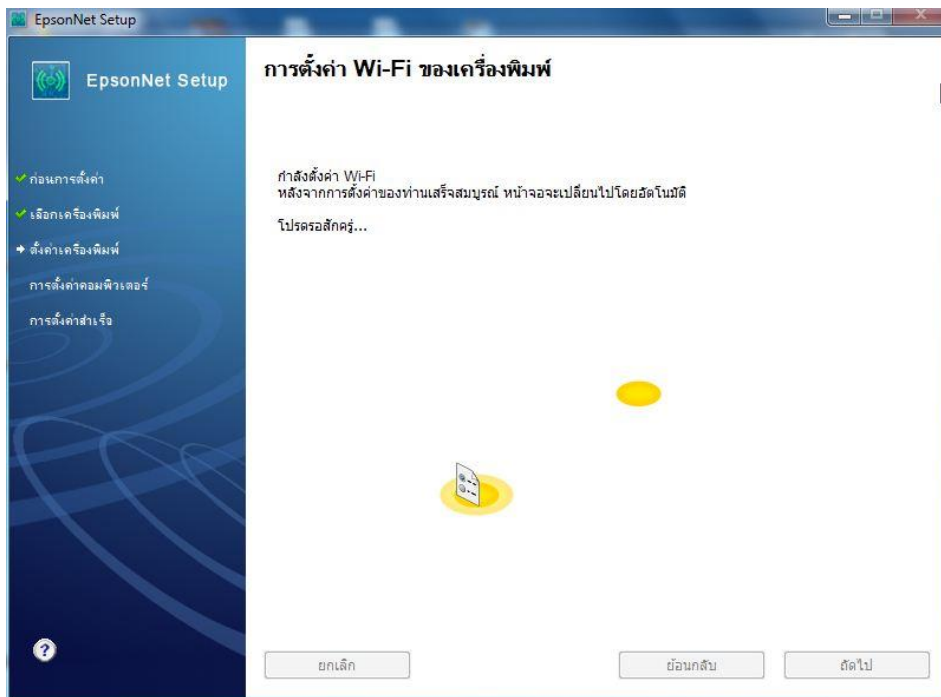 EpsonNet Setup
EpsonNet Setup
การตั้งค่า Wi-Fi ของเครื่องพิมพ์
ก่อนการตั้งค่า
เลือกเครื่องพิมพ์
ตั้งค่าเครื่องพิมพ์
การตั้งค่าคอมพิวเตอร์
การตั้งค่าสำเร็จ
กำลังตั้งค่า Wi-Fi
หลังจากการตั้งค่าของท่านเสร็จสมบูรณ์ หน้าจอจะเปลี่ยนไปโดยอัตโนมัติ
โปรดรอสักครู่...
ยกเลิก
ย้อนกลับ
ถัดไป